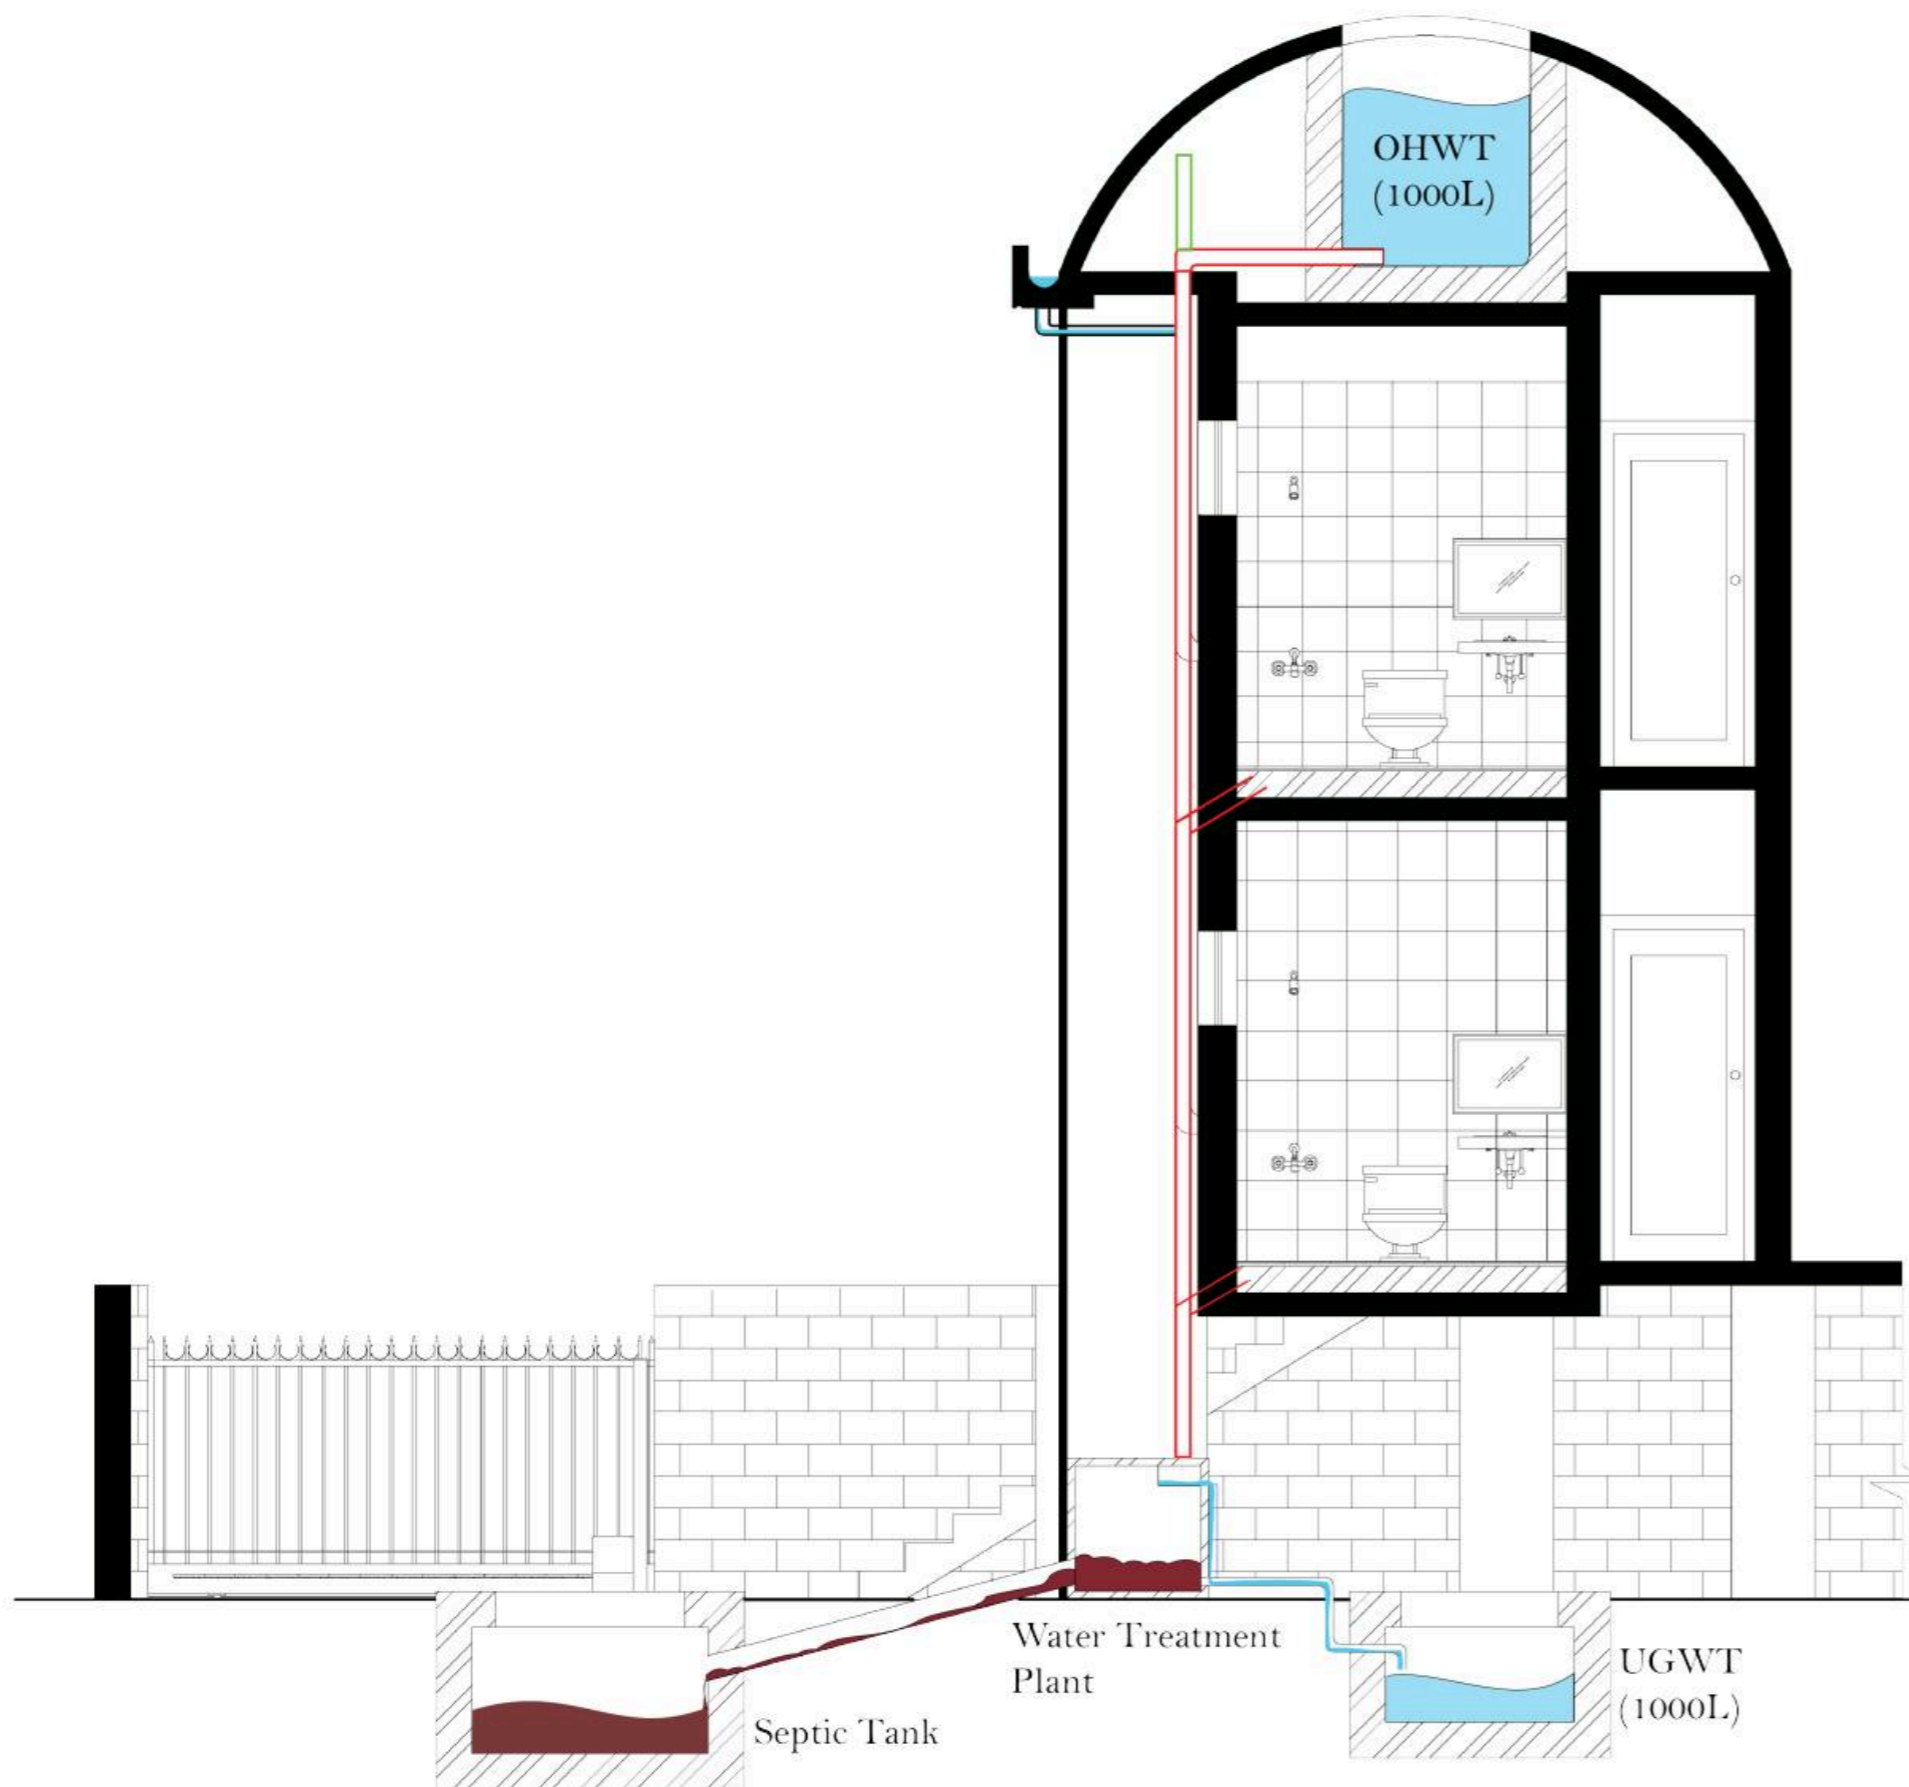 OHWT
(1000L)
Water Treatment
Plant
UGWT
(1000L)
Septic Tank